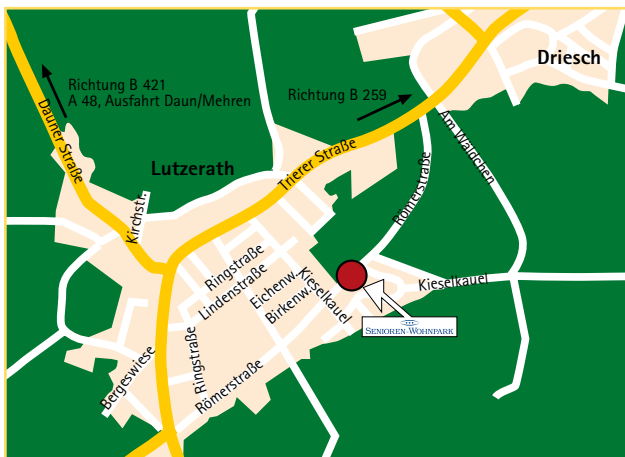 Driesch
Richtung B 421
A 48, Ausfahrt Daun/Mehren
Richtung B 259
Dauner Straße
Am Wäldchen
Trierer Straße
Lutzerath
Römerstraße
Kirchstr.
Ringstraße
Lindenstraße
Eichenw.
Birkenw.
Kieselkauel
Kieselkauel
SENIOREN-WOHNPARK
Bergeswiese
Ringstraße
Römerstraße